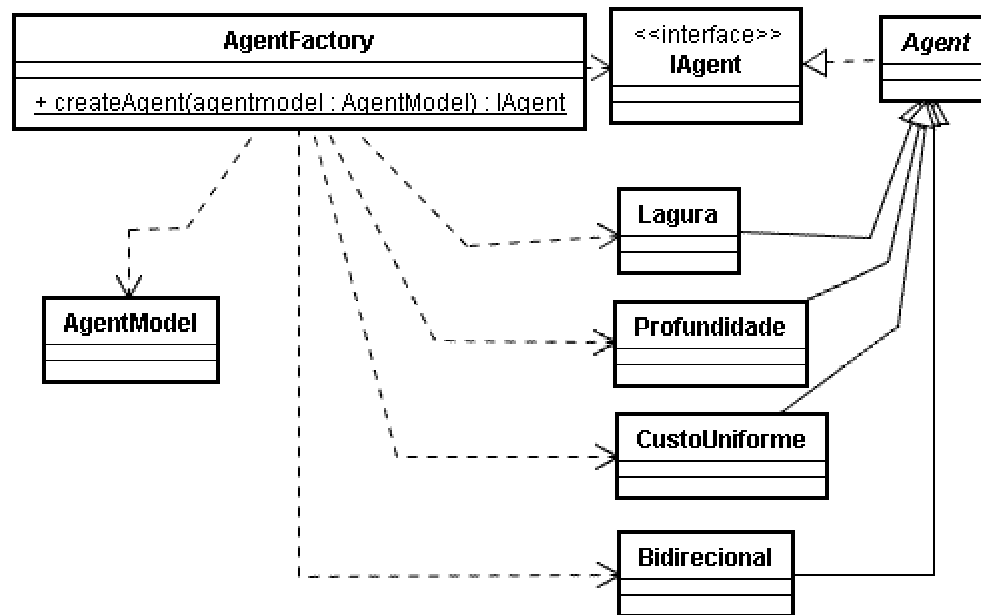 AgentFactory
+ createAgent(agentmodel : AgentModel) : IAgent
<<interface>>
IAgent
Agent
Lagura
AgentModel
Profundidade
CustoUniforme
Bidirecional